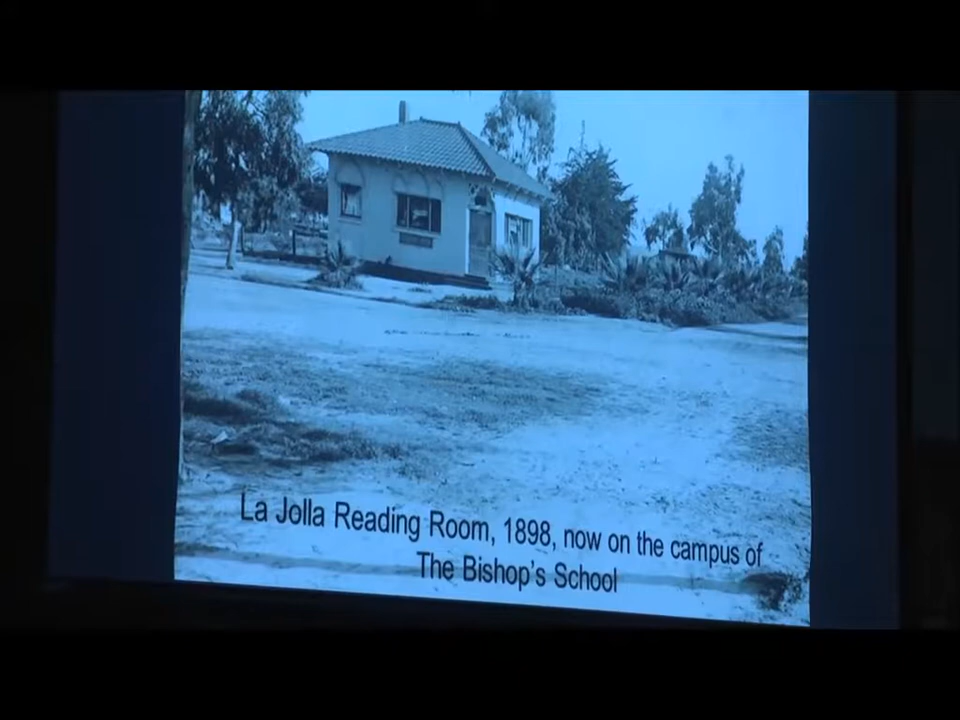 La Jolla Reading Room, 1898, now on the campus of
The Bishop's School